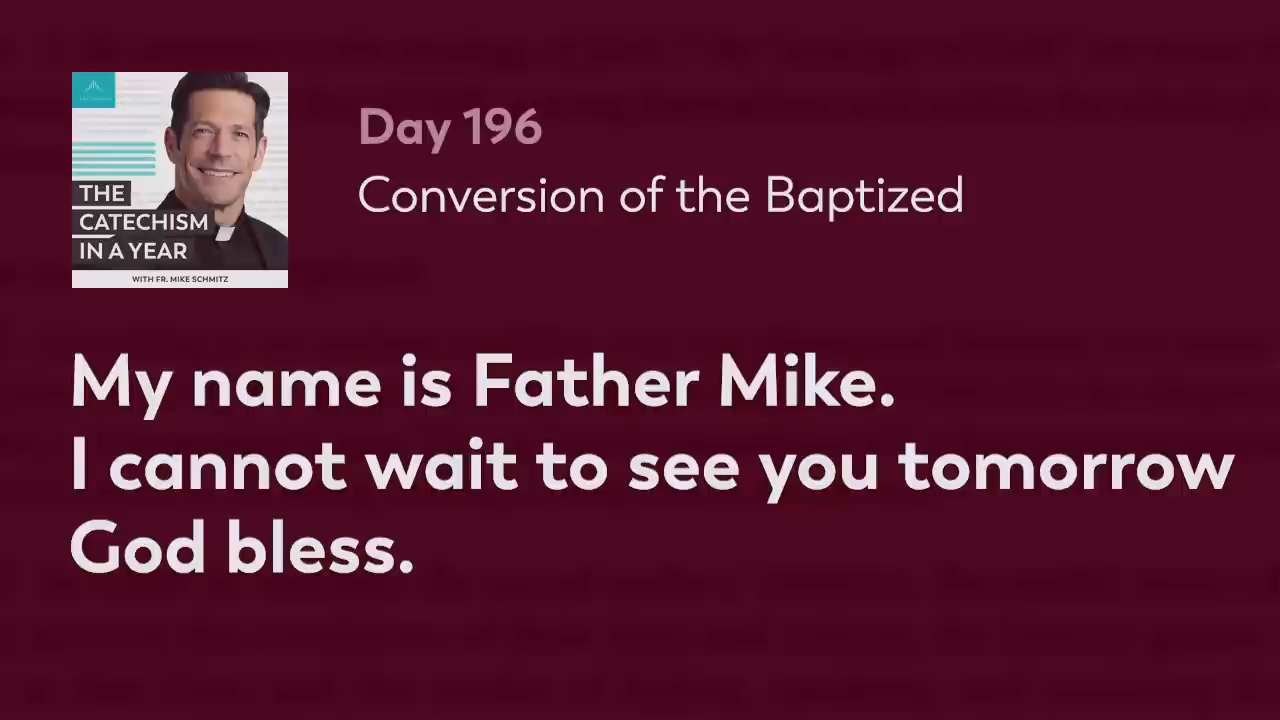 Day 196
Conversion of the Baptized
THE
CATECHISM
IN A YEAR
WITH FR. MIKE SCHMITZ
My name is Father Mike.
I cannot wait to see you tomorrow
God bless.